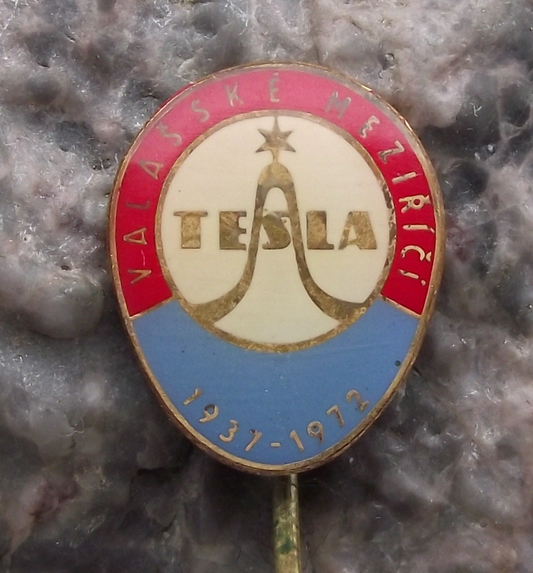 VALAŠSKÉ MEZIŘÍČÍ
TESLA
1937-1972